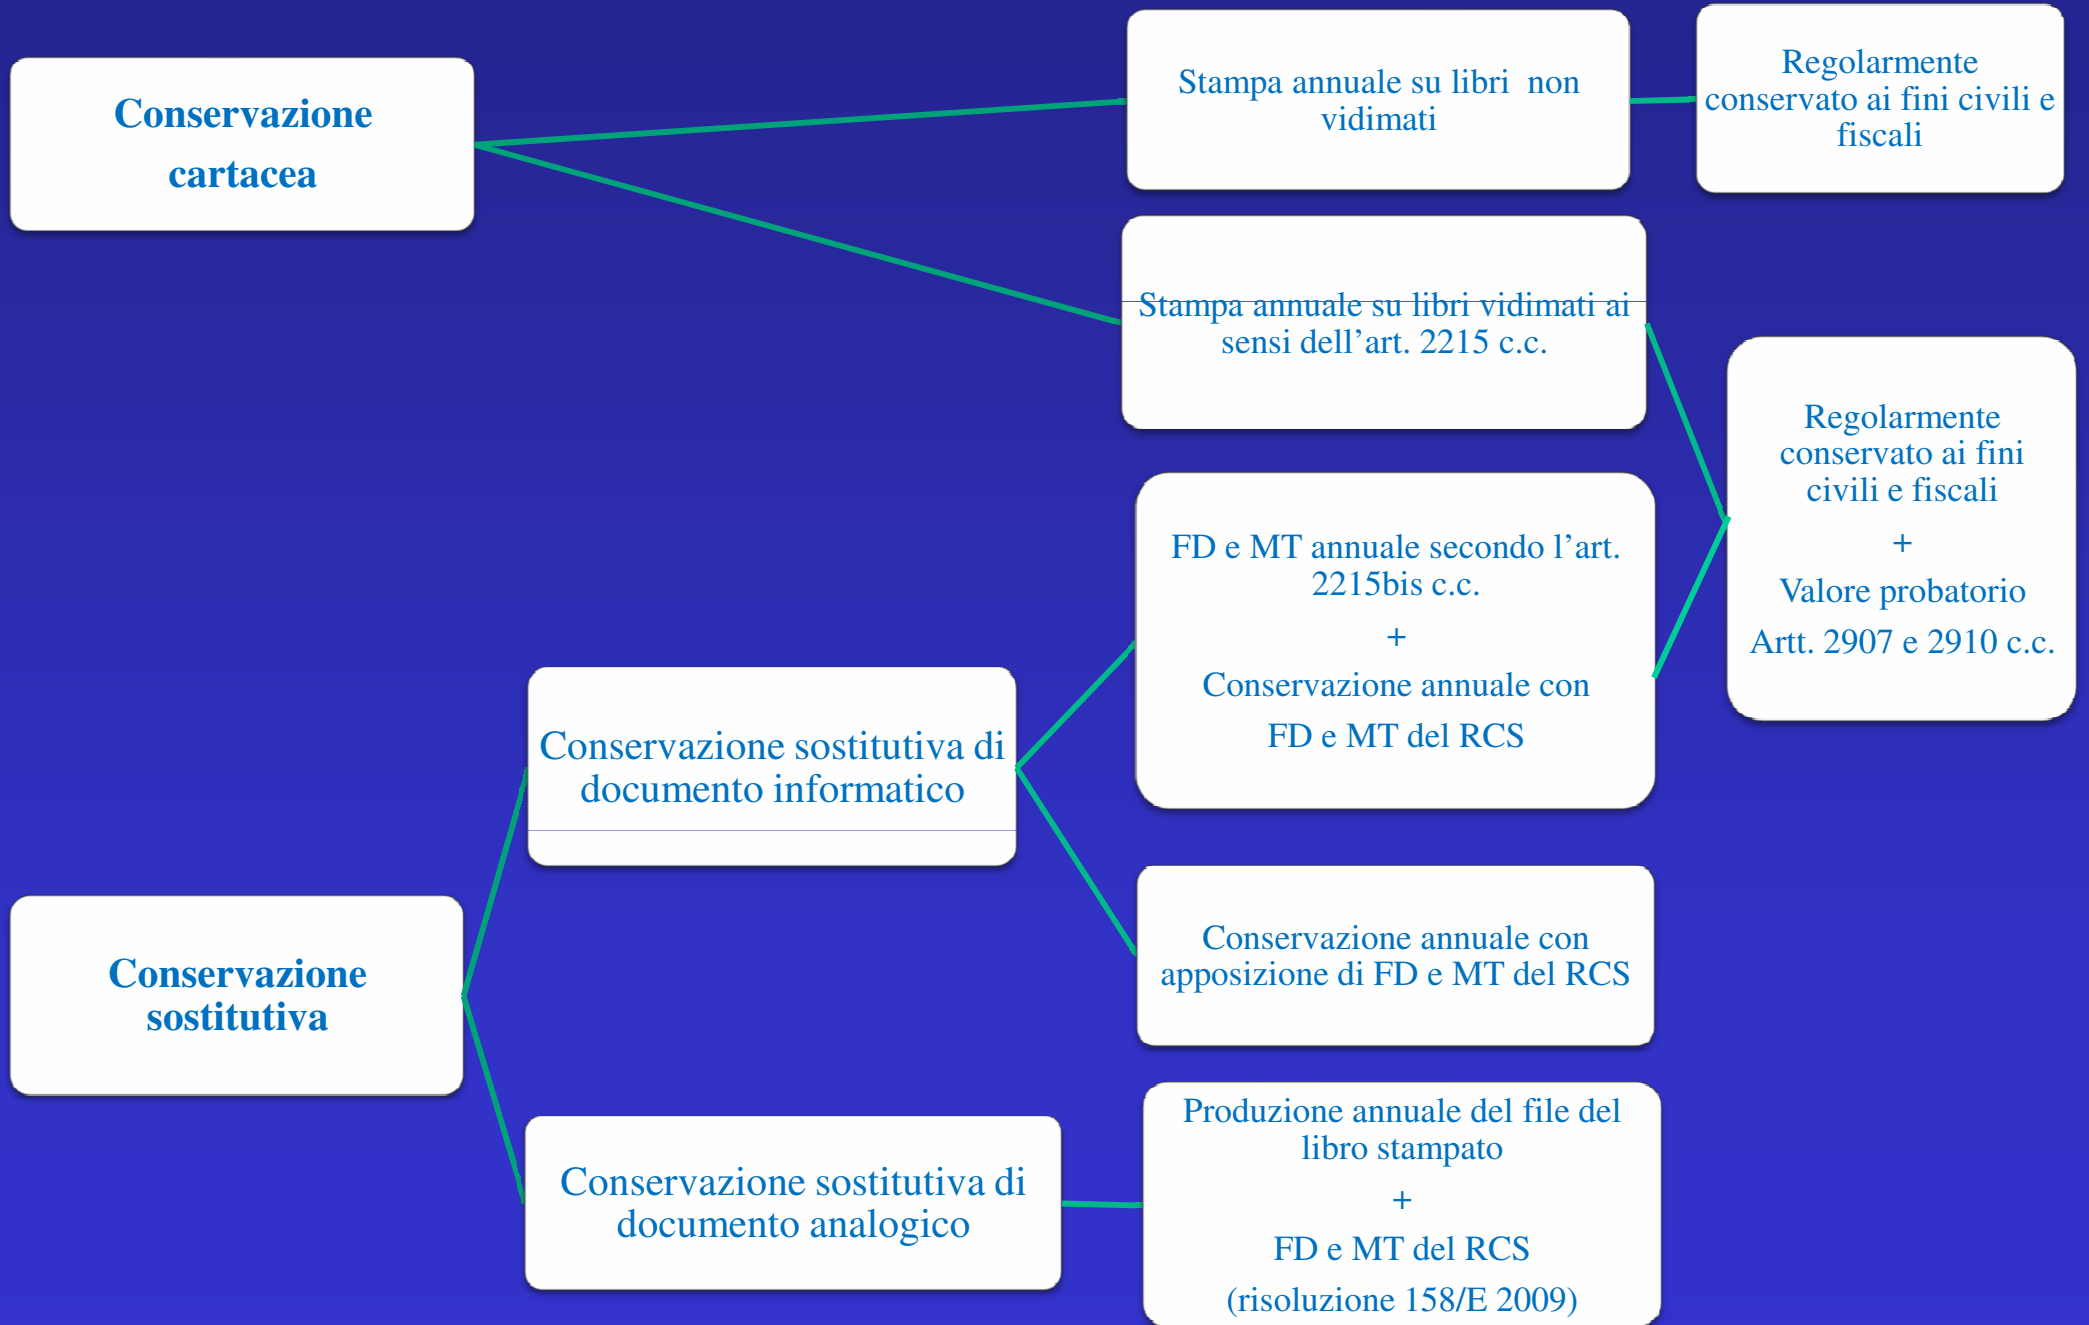 Conservazione
cartacea
Stampa annuale su libri  non
vidimati
Regolarmente
conservato ai fini civili e
fiscali
Stampa annuale su libri vidimati ai
sensi dell’art. 2215 c.c.
Regolarmente
conservato ai fini
civili e fiscali
+
Valore probatorio
Artt. 2907 e 2910 c.c.
FD e MT annuale secondo l’art.
2215bis c.c.
+
Conservazione annuale con
FD e MT del RCS
Conservazione sostitutiva di
documento informatico
Conservazione annuale con
apposizione di FD e MT del RCS
Conservazione
sostitutiva
Conservazione sostitutiva di
documento analogico
Produzione annuale del file del
libro stampato
+
FD e MT del RCS
(risoluzione 158/E 2009)